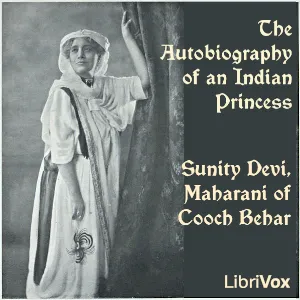 The
Autobiography
of an Indian
Princess
Sunity Devi,
Maharani of
Cooch Behar
LibriVox